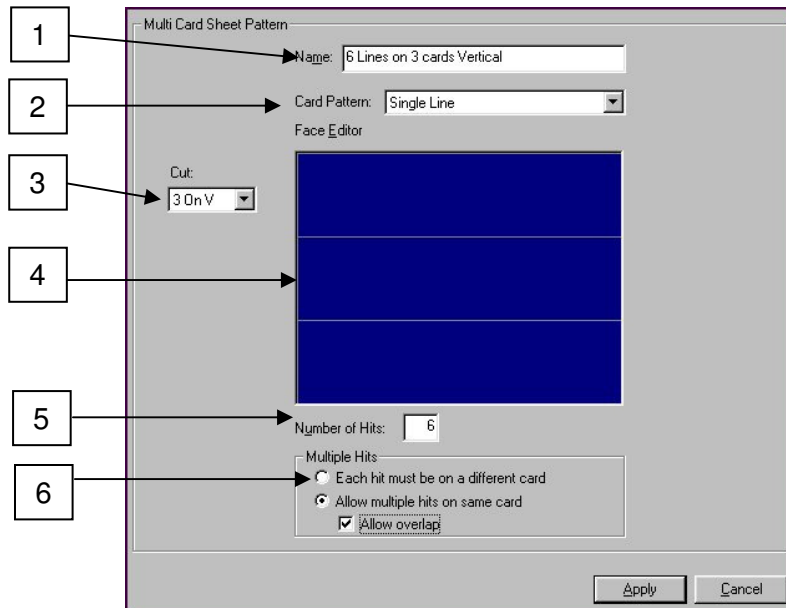 Multi Card Sheet Pattern
1
Name: 6 Lines on 3 cards Vertical
2
Card Pattern: Single Line
Face Editor
Cut:
3
3 On V
4
5
Number of Hits: 6
Multiple Hits
6
Each hit must be on a different card
Allow multiple hits on same card
Allow overlap
Apply Cancel